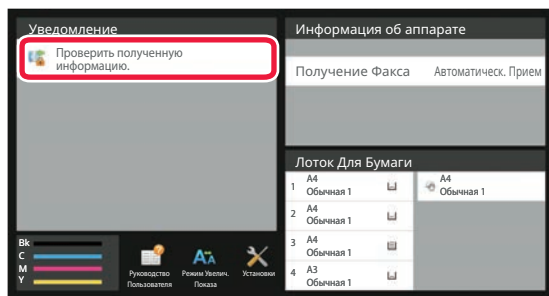 Уведомление
Проверить полученную
информацию.
Информация об аппарате
Получение Факса Автоматическ. Прием
Лоток Для Бумаги
1 A4
Обычная 1
2 A4
Обычная 1
3 A4
Обычная 1
4 A3
Обычная 1
A4
Обычная 1
Bk
C
M
Y
Руководство
Пользователя
Режим Увелич.
Показа
Установки